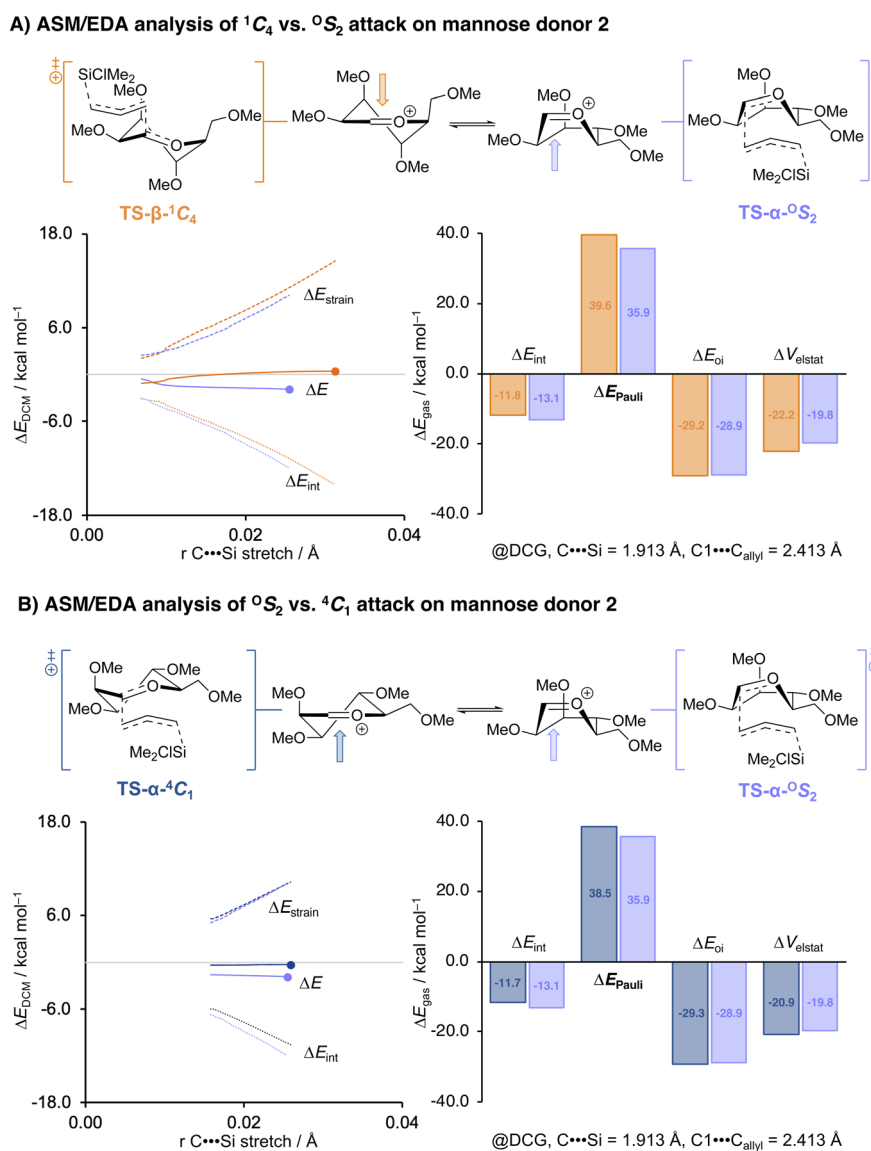 A) ASM/EDA analysis of ¹C₄ vs. ᴼS₂ attack on mannose donor 2
‡
⊕
SiClMe₂
MeO
MeO
O
OMe
MeO
MeO
MeO
O
⊕
OMe
OMe
MeO
O
⊕
MeO
OMe
OMe
MeO
O
MeO
OMe
OMe
Me₂ClSi
TS-β-¹C₄
TS-α-ᴼS₂
18.0
6.0
-6.0
-18.0
ΔE_DCM / kcal mol⁻¹
ΔE_strain
ΔE
ΔE_int
0.00
0.02
0.04
r C•••Si stretch / Å
40.0
20.0
0.0
-20.0
-40.0
ΔE_gas / kcal mol⁻¹
ΔE_int
ΔE_Pauli
ΔE_oi
ΔV_elstat
-11.8
-13.1
39.6
35.9
-29.2
-28.9
-22.2
-19.8
@DCG, C•••Si = 1.913 Å, C1•••C_allyl = 2.413 Å
B) ASM/EDA analysis of ᴼS₂ vs. ⁴C₁ attack on mannose donor 2
‡
⊕
OMe
OMe
O
OMe
MeO
Me₂ClSi
MeO
OMe
O
⊕
OMe
MeO
MeO
O
⊕
MeO
OMe
OMe
MeO
O
MeO
OMe
OMe
Me₂ClSi
TS-α-⁴C₁
TS-α-ᴼS₂
18.0
6.0
-6.0
-18.0
ΔE_DCM / kcal mol⁻¹
ΔE_strain
ΔE
ΔE_int
0.00
0.02
0.04
r C•••Si stretch / Å
40.0
20.0
0.0
-20.0
-40.0
ΔE_gas / kcal mol⁻¹
ΔE_int
ΔE_Pauli
ΔE_oi
ΔV_elstat
-11.7
-13.1
38.5
35.9
-29.3
-28.9
-20.9
-19.8
@DCG, C•••Si = 1.913 Å, C1•••C_allyl = 2.413 Å